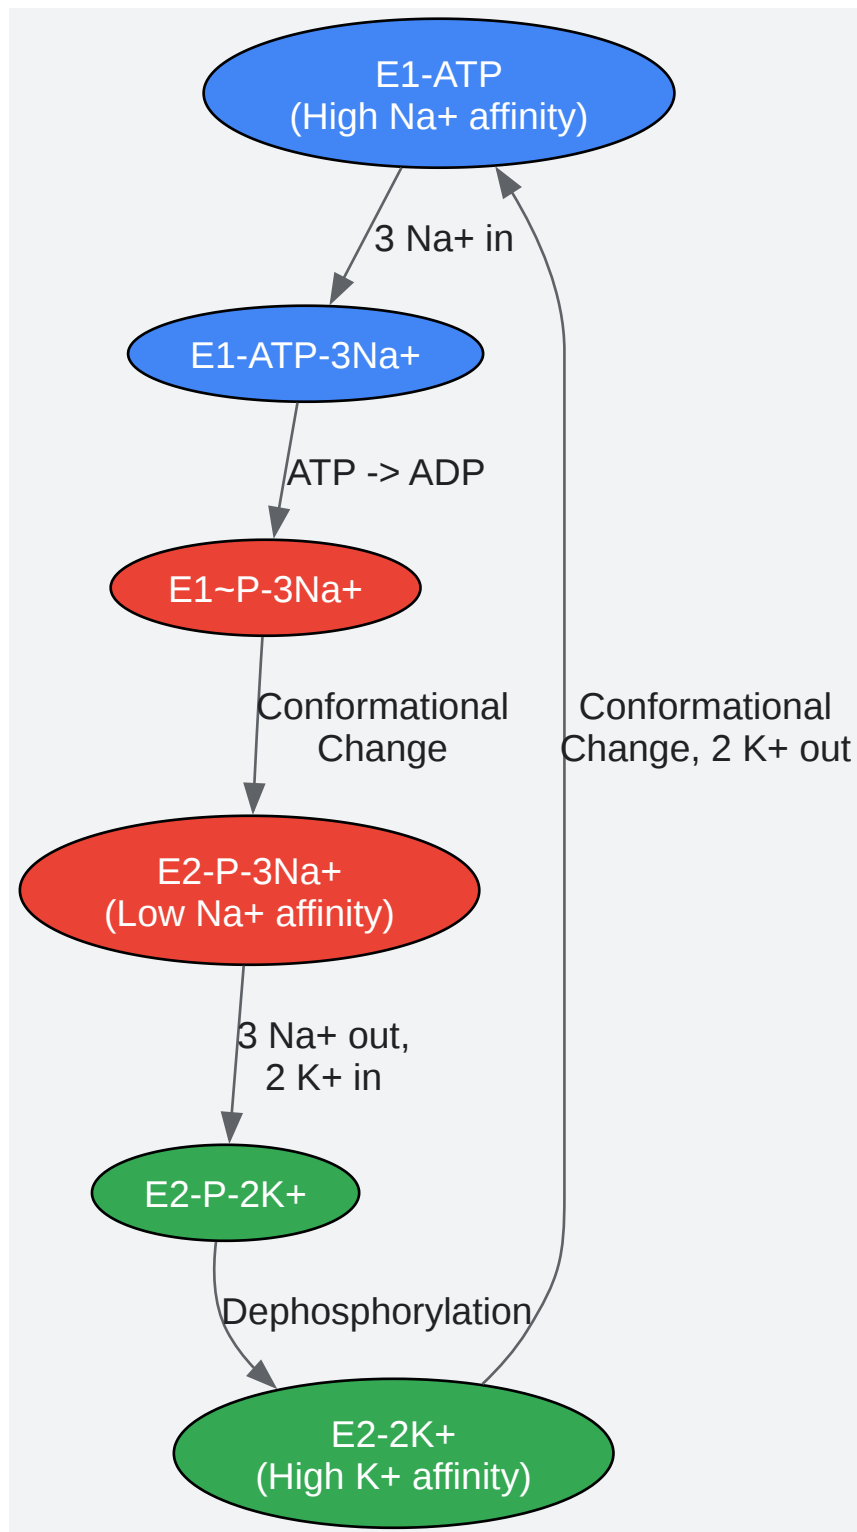 E1-ATP
(High Na+ affinity)
3 Na+ in
E1-ATP-3Na+
ATP -> ADP
E1~P-3Na+
Conformational
Change
Conformational
Change, 2 K+ out
E2-P-3Na+
(Low Na+ affinity)
3 Na+ out,
2 K+ in
E2-P-2K+
Dephosphorylation
E2-2K+
(High K+ affinity)